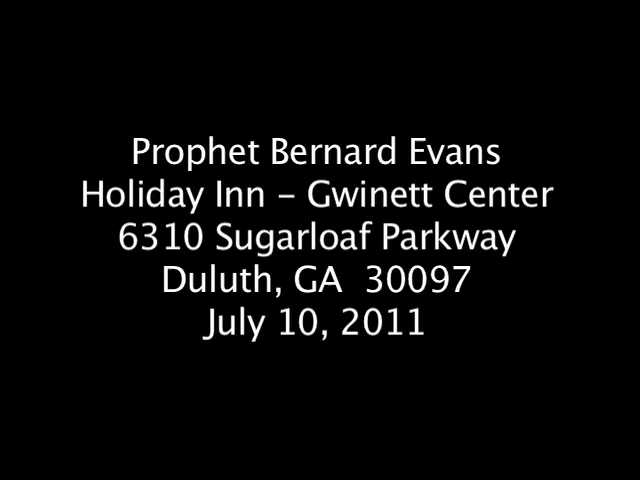 Prophet Bernard Evans
Holiday Inn – Gwinett Center
6310 Sugarloaf Parkway
Duluth, GA  30097
July 10, 2011